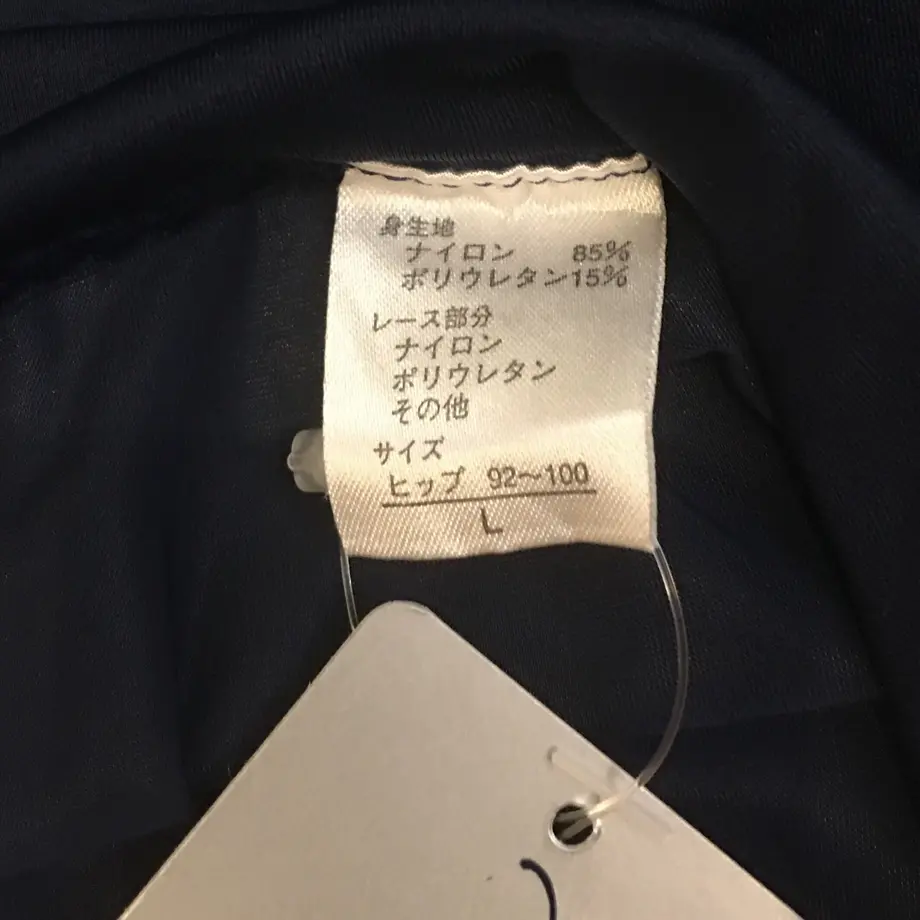 身生地
ナイロン 85%
ポリウレタン15%
レース部分
ナイロン
ポリウレタン
その他
サイズ
ヒップ 92〜100
L